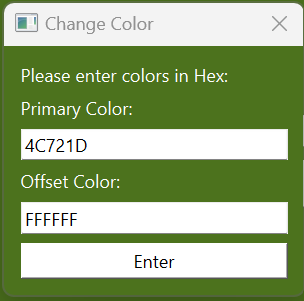 Change Color
Please enter colors in Hex:
Primary Color:
4C721D
Offset Color:
FFFFFF
Enter